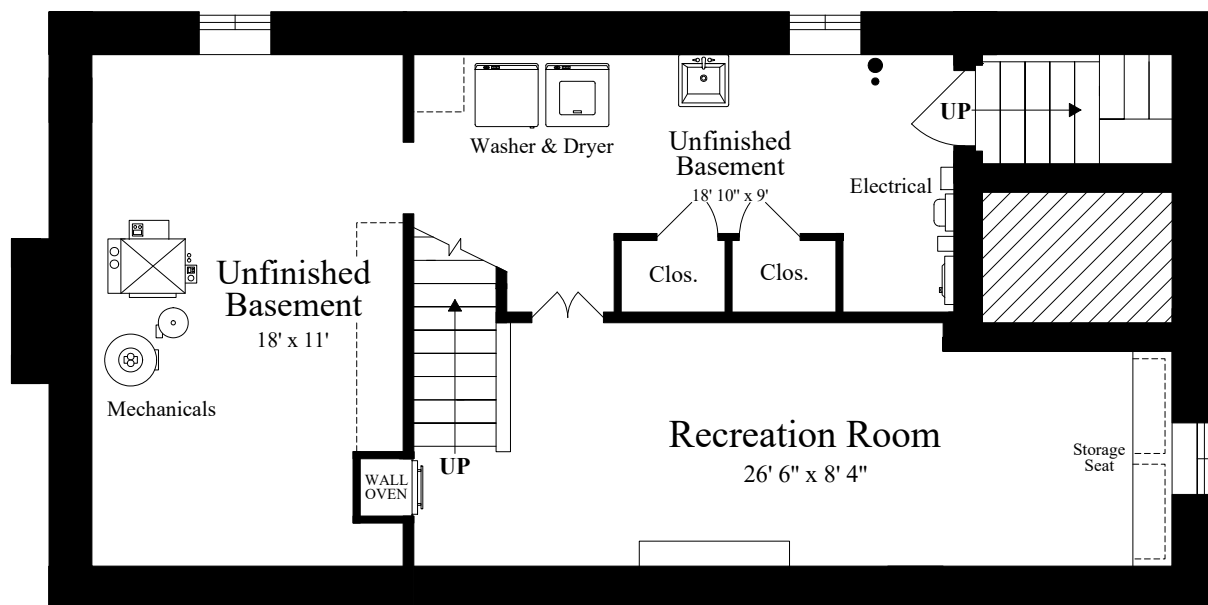 UP
Washer & Dryer
Unfinished
Basement
18' 10" x 9'
Electrical
Clos.
Clos.
Unfinished
Basement
18' x 11'
Mechanicals
Recreation Room
26' 6" x 8' 4"
Storage
Seat
UP
WALL
OVEN